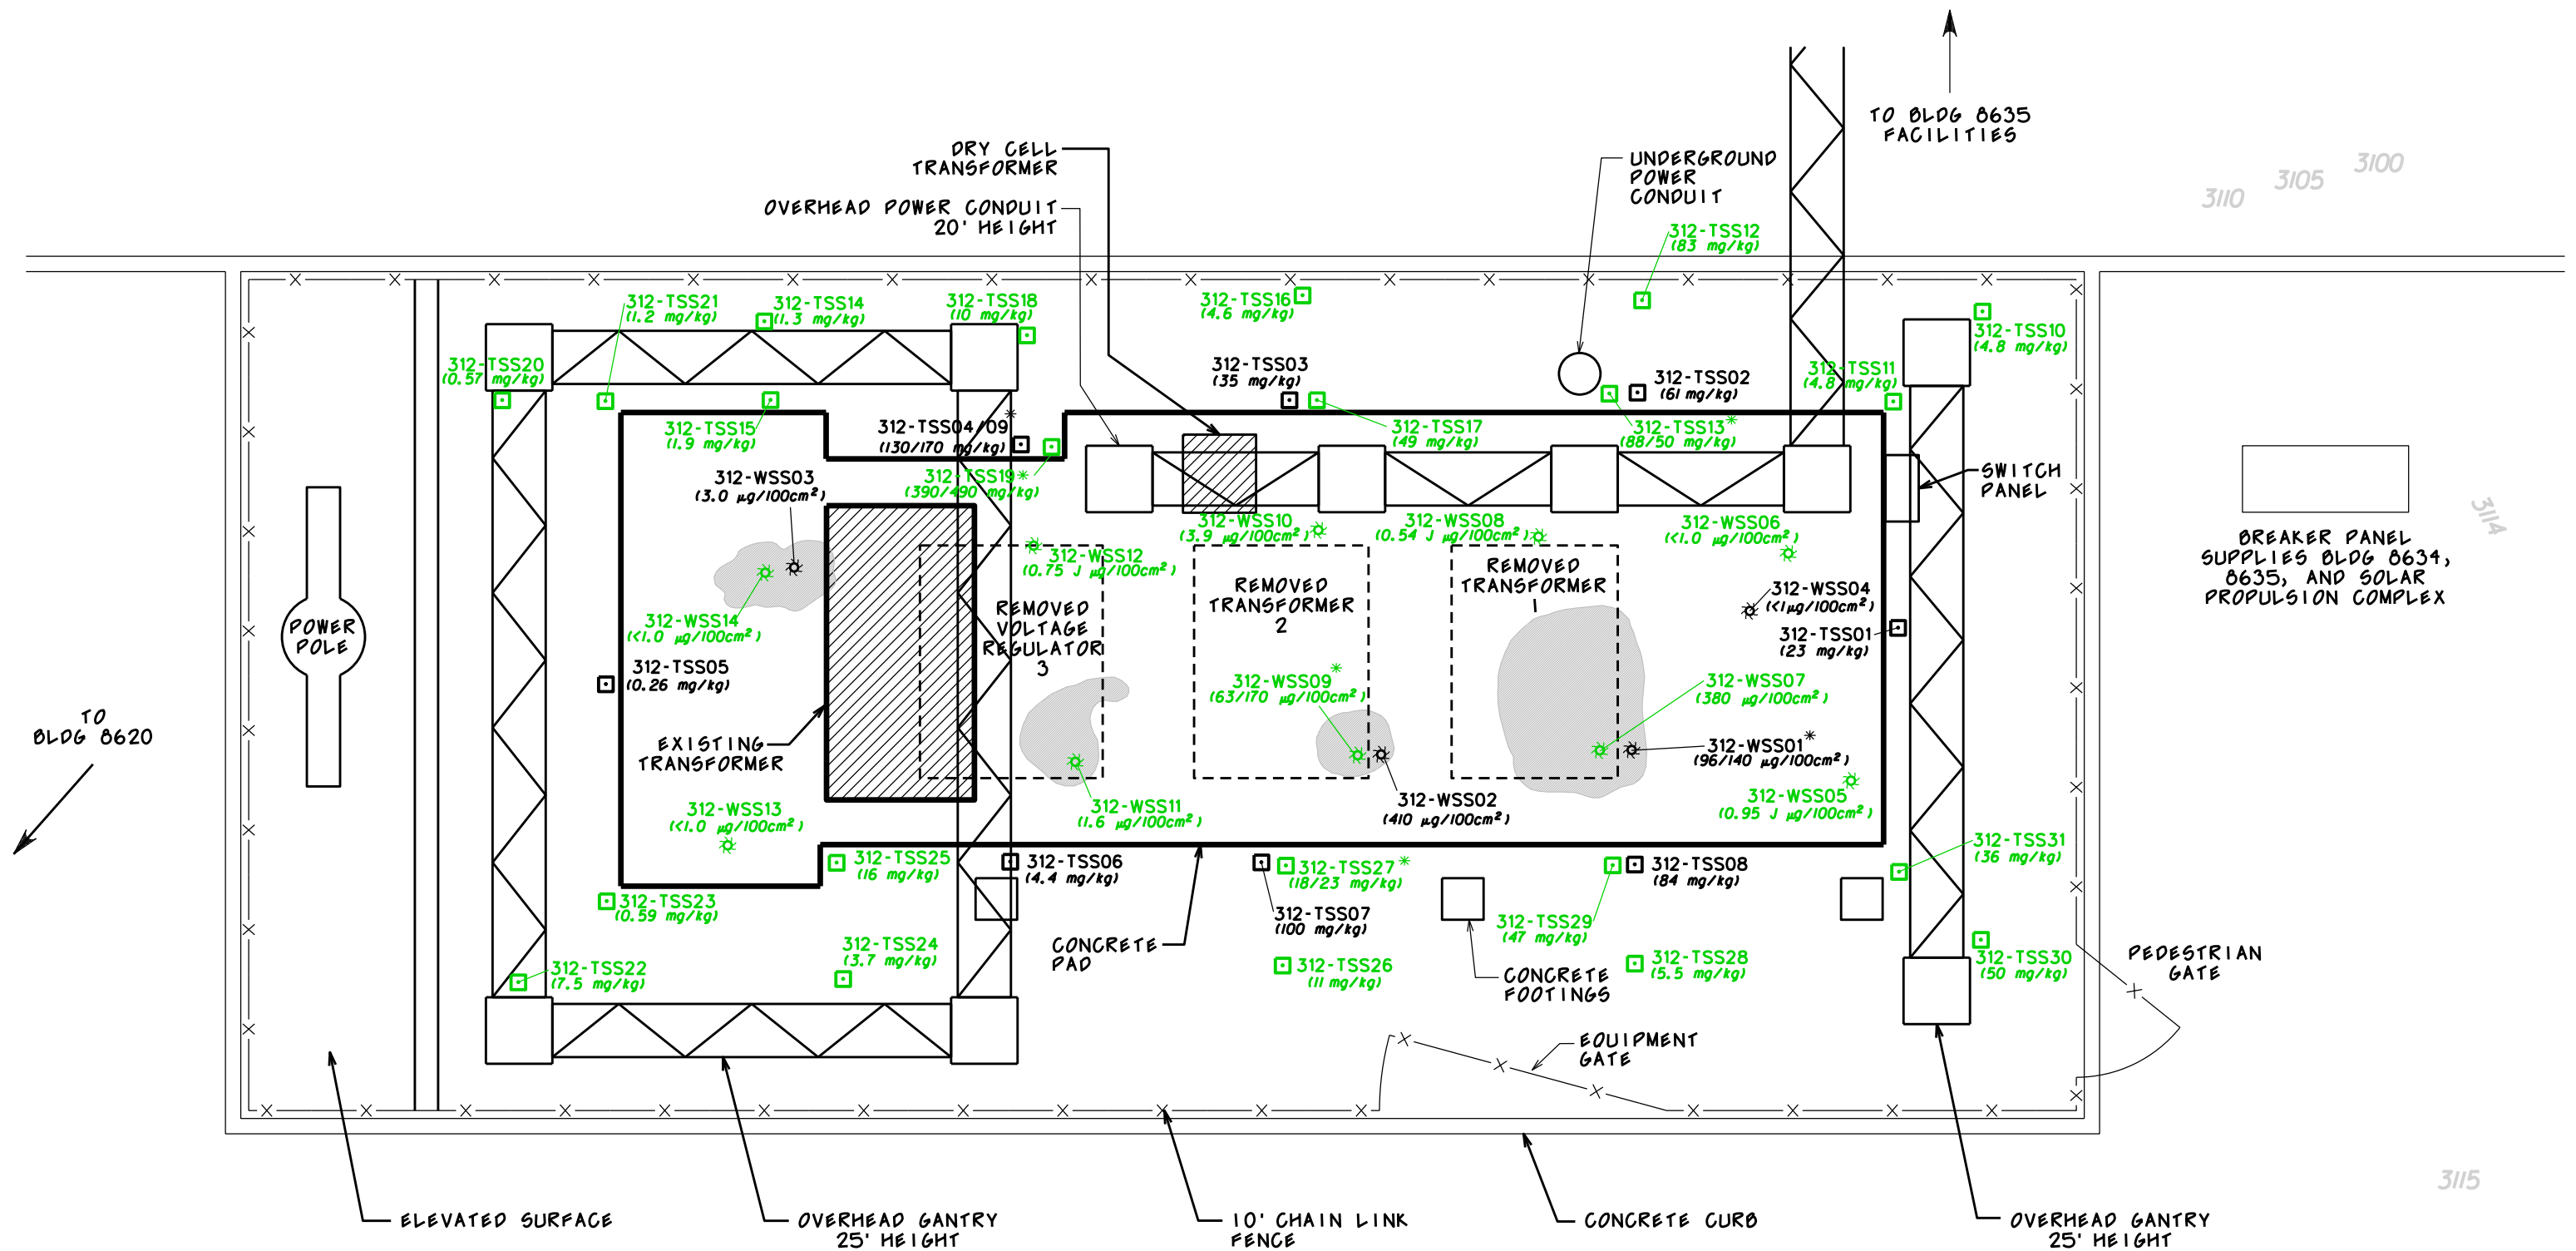 TO BLDG 8635
FACILITIES
DRY CELL
TRANSFORMER
OVERHEAD POWER CONDUIT
20' HEIGHT
UNDERGROUND
POWER
CONDUIT
3110
3105
3100
312-TSS12
(83 mg/kg)
312-TSS21
(1.2 mg/kg)
312-TSS14
(1.3 mg/kg)
312-TSS18
(10 mg/kg)
312-TSS16
(4.6 mg/kg)
312-TSS10
(4.8 mg/kg)
312-TSS20
(0.57 mg/kg)
312-TSS03
(35 mg/kg)
312-TSS02
(61 mg/kg)
312-TSS11
(4.8 mg/kg)
312-TSS15
(1.9 mg/kg)
312-TSS04/09*
(130/170 mg/kg)
312-TSS17
(49 mg/kg)
312-TSS13*
(88/50 mg/kg)
312-WSS03
(3.0 µg/100cm²)
312-TSS19*
(390/490 mg/kg)
SWITCH
PANEL
312-WSS10
(3.9 µg/100cm²)
312-WSS08
(0.54 J µg/100cm²)
312-WSS06
(<1.0 µg/100cm²)
3114
BREAKER PANEL
SUPPLIES BLDG 8634,
8635, AND SOLAR
PROPULSION COMPLEX
312-WSS12
(0.75 J µg/100cm²)
REMOVED
VOLTAGE
REGULATOR
3
REMOVED
TRANSFORMER
2
REMOVED
TRANSFORMER
1
312-WSS04
(<1µg/100cm²)
312-WSS14
(<1.0 µg/100cm²)
312-TSS01
(23 mg/kg)
POWER
POLE
312-TSS05
(0.26 mg/kg)
312-WSS09*
(63/170 µg/100cm²)
312-WSS07
(380 µg/100cm²)
TO
BLDG 8620
EXISTING
TRANSFORMER
312-WSS01*
(96/140 µg/100cm²)
312-WSS13
(<1.0 µg/100cm²)
312-WSS11
(1.6 µg/100cm²)
312-WSS02
(410 µg/100cm²)
312-WSS05
(0.95 J µg/100cm²)
312-TSS25
(16 mg/kg)
312-TSS06
(4.4 mg/kg)
312-TSS27*
(18/23 mg/kg)
312-TSS08
(84 mg/kg)
312-TSS31
(36 mg/kg)
312-TSS23
(0.59 mg/kg)
312-TSS07
(100 mg/kg)
312-TSS29
(47 mg/kg)
312-TSS24
(3.7 mg/kg)
CONCRETE
PAD
312-TSS22
(7.5 mg/kg)
312-TSS26
(11 mg/kg)
CONCRETE
FOOTINGS
312-TSS28
(5.5 mg/kg)
312-TSS30
(50 mg/kg)
PEDESTRIAN
GATE
EQUIPMENT
GATE
3115
ELEVATED SURFACE
OVERHEAD GANTRY
25' HEIGHT
10' CHAIN LINK
FENCE
CONCRETE CURB
OVERHEAD GANTRY
25' HEIGHT